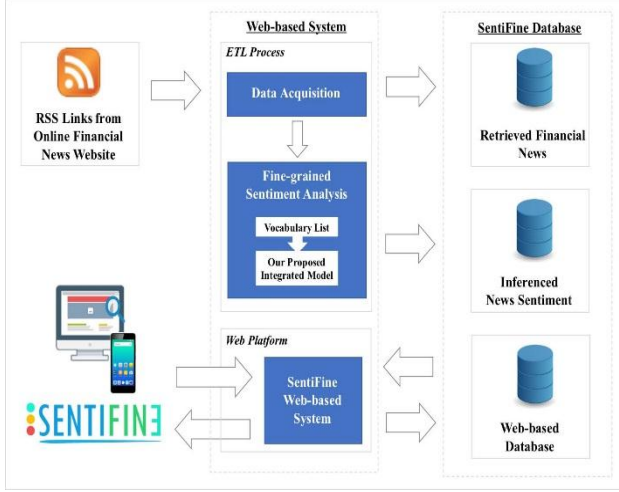 Web-based System
SentiFine Database
ETL Process
RSS Links from
Online Financial
News Website
Data Acquisition
Retrieved Financial
News
Fine-grained
Sentiment Analysis
Vocabulary List
Our Proposed
Integrated Model
Inferenced
News Sentiment
Web Platform
SentiFine
Web-based
System
SENTIFINE
Web-based
Database